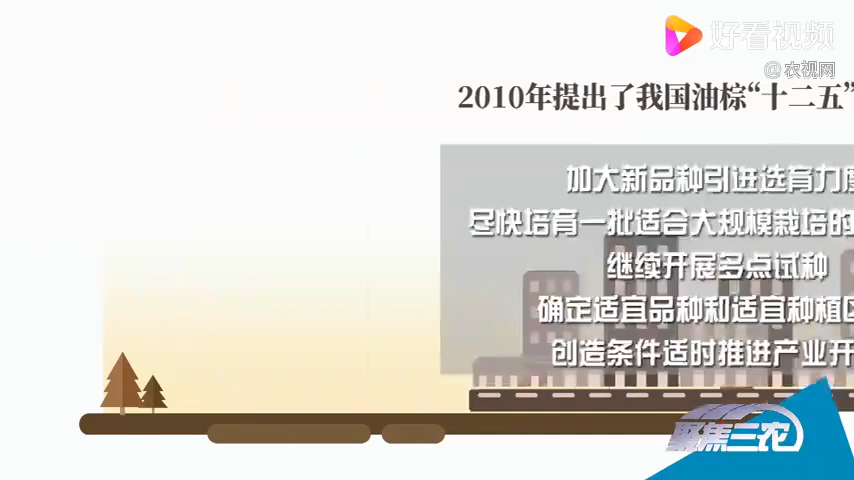 好看视频
@农视网
2010年提出了我国油棕“十二五”
加大新品种引进选育力度
尽快培育一批适合大规模栽培的
继续开展多点试种
确定适宜品种和适宜种植区
创造条件适时推进产业开
聚焦三农